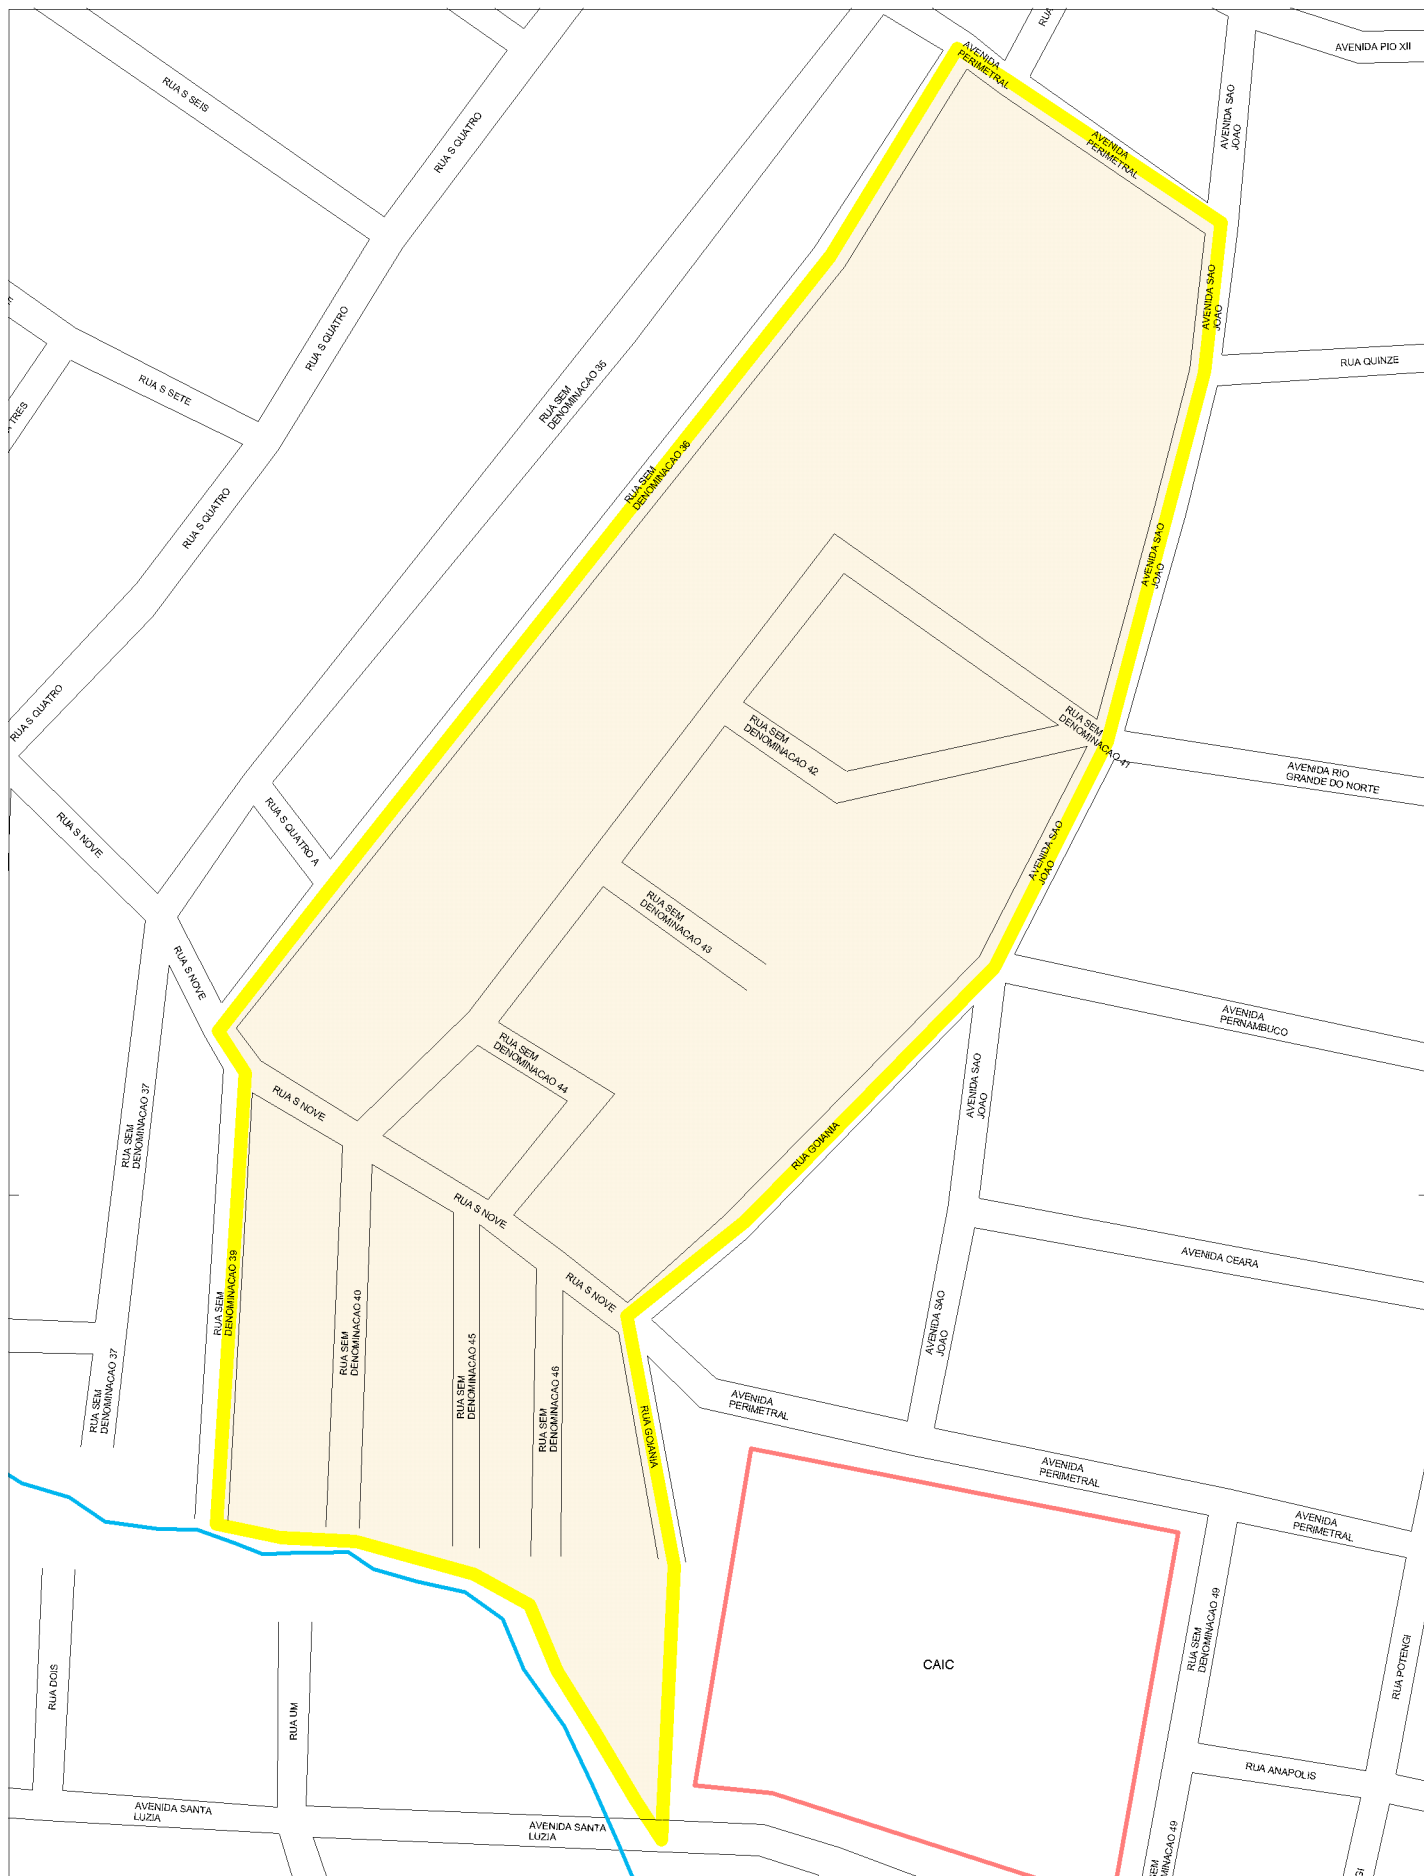 RUA
AVENIDA PIO XII
AVENIDA
PERIMETRAL
RUA S SEIS
RUA S QUATRO
AVENIDA SAO
JOAO
AVENIDA
PERIMETRAL
AVENIDA SAO
JOAO
RUA S QUATRO
RUA QUINZE
RUA S SETE
TRES
RUA SEM
DENOMINACAO 35
RUA SEM
DENOMINACAO 36
RUA S QUATRO
AVENIDA SAO
JOAO
RUA S QUATRO
RUA SEM
DENOMINACAO 41
RUA SEM
DENOMINACAO 42
AVENIDA RIO
GRANDE DO NORTE
RUA S NOVE
RUA S QUATRO A
AVENIDA SAO
JOAO
RUA SEM
DENOMINACAO 43
RUA S NOVE
AVENIDA
PERNAMBUCO
RUA SEM
DENOMINACAO 44
RUA S NOVE
AVENIDA SAO
JOAO
RUA SEM
DENOMINACAO 37
RUA GOIANIA
RUA S NOVE
AVENIDA CEARA
RUA SEM
DENOMINACAO 39
RUA S NOVE
RUA SEM
DENOMINACAO 40
AVENIDA SAO
JOAO
RUA SEM
DENOMINACAO 45
RUA SEM
DENOMINACAO 46
RUA SEM
DENOMINACAO 37
AVENIDA
PERIMETRAL
RUA GOIANIA
AVENIDA
PERIMETRAL
AVENIDA
PERIMETRAL
CAIC
RUA SEM
DENOMINACAO 49
RUA POTENGI
RUA DOIS
RUA UM
RUA ANAPOLIS
AVENIDA SANTA
LUZIA
AVENIDA SANTA
LUZIA
SEM
MINACAO 49
GI